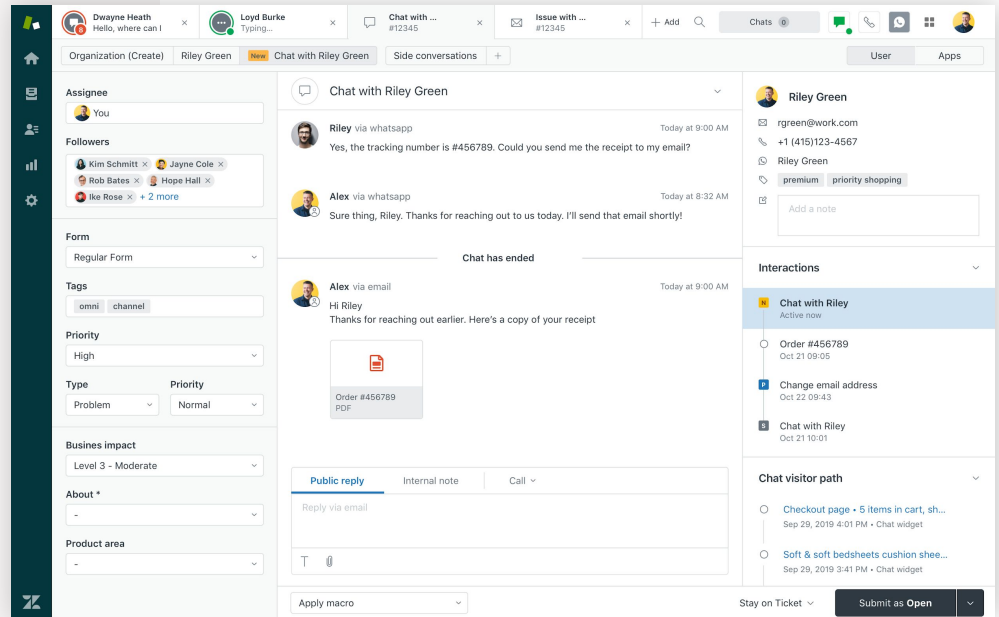 Dwayne Heath
Hello, where can I
8
Loyd Burke
Typing...
Chat with ...
#12345
Issue with ...
#12345
+ Add
Chats 0
Organization (Create)
Riley Green
New Chat with Riley Green
Side conversations
+
User
Apps
Assignee
You
Followers
Kim Schmitt ×
Jayne Cole ×
Rob Bates ×
Hope Hall ×
Ike Rose ×
+ 2 more
Form
Regular Form
Tags
omni
channel
Priority
High
Type
Priority
Problem
Normal
Busines impact
Level 3 - Moderate
About *
-
Product area
-
Chat with Riley Green
Riley via whatsapp
Today at 9:00 AM
Yes, the tracking number is #456789. Could you send me the receipt to my email?
Alex via whatsapp
Today at 8:32 AM
Sure thing, Riley. Thanks for reaching out to us today. I'll send that email shortly!
Chat has ended
Alex via email
Today at 9:00 AM
Hi Riley
Thanks for reaching out earlier. Here's a copy of your receipt
Order #456789
PDF
Public reply
Internal note
Call
Reply via email
T
Apply macro
Stay on Ticket
Submit as Open
Riley Green
rgreen@work.com
+1 (415)123-4567
Riley Green
premium
priority shopping
Add a note
Interactions
N
Chat with Riley
Active now
Order #456789
Oct 21 09:05
P
Change email address
Oct 22 09:43
S
Chat with Riley
Oct 21 10:01
Chat visitor path
Checkout page • 5 items in cart, sh...
Sep 29, 2019 4:01 PM • Chat widget
Soft & soft bedsheets cushion shee...
Sep 29, 2019 3:41 PM • Chat widget